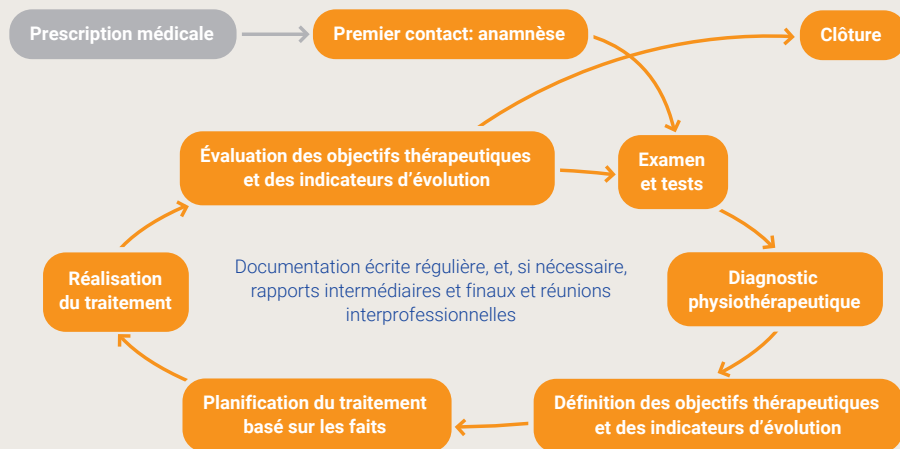 Prescription médicale
Premier contact: anamnèse
Clôture
Évaluation des objectifs thérapeutiques
et des indicateurs d’évolution
Examen
et tests
Réalisation
du traitement
Documentation écrite régulière, et, si nécessaire,
rapports intermédiaires et finaux et réunions
interprofessionnelles
Diagnostic
physiothérapeutique
Planification du traitement
basé sur les faits
Définition des objectifs thérapeutiques
et des indicateurs d’évolution